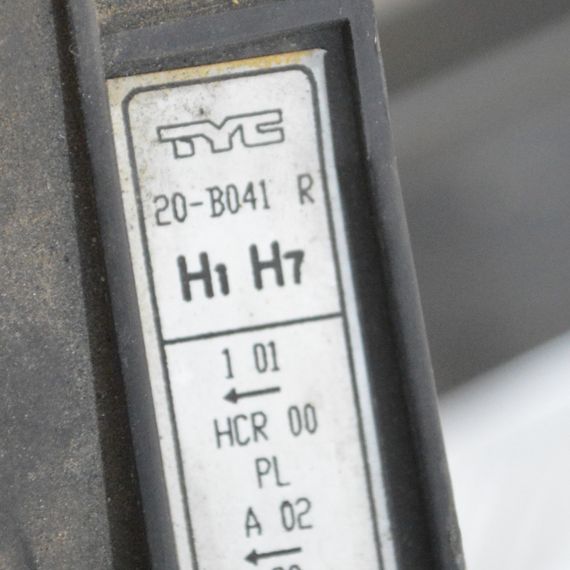 TYC
20-B041 R
H1 H7
1 01
←
HCR 00
PL
A 02
←